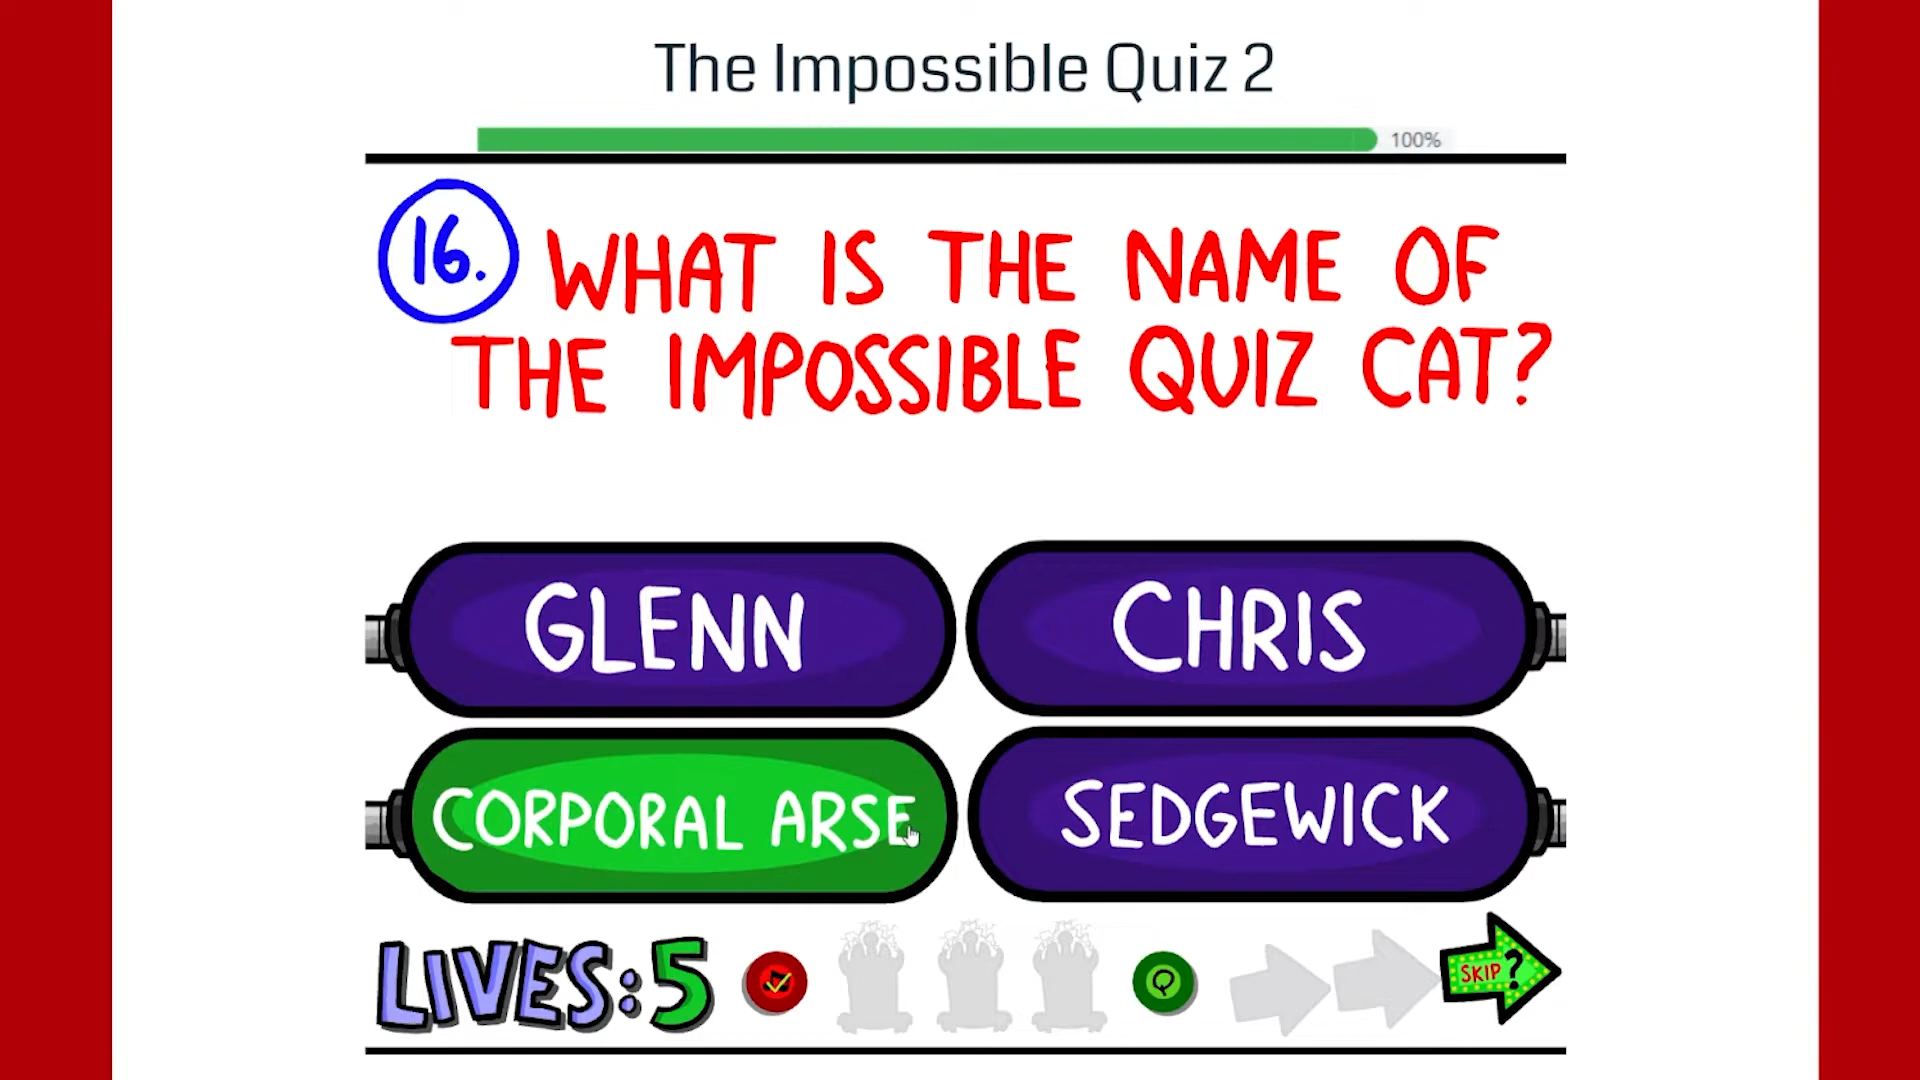 The Impossible Quiz 2
100%
16. WHAT IS THE NAME OF
THE IMPOSSIBLE QUIZ CAT?
GLENN
CHRIS
CORPORAL ARSE
SEDGEWICK
LIVES: 5
Q
SKIP?